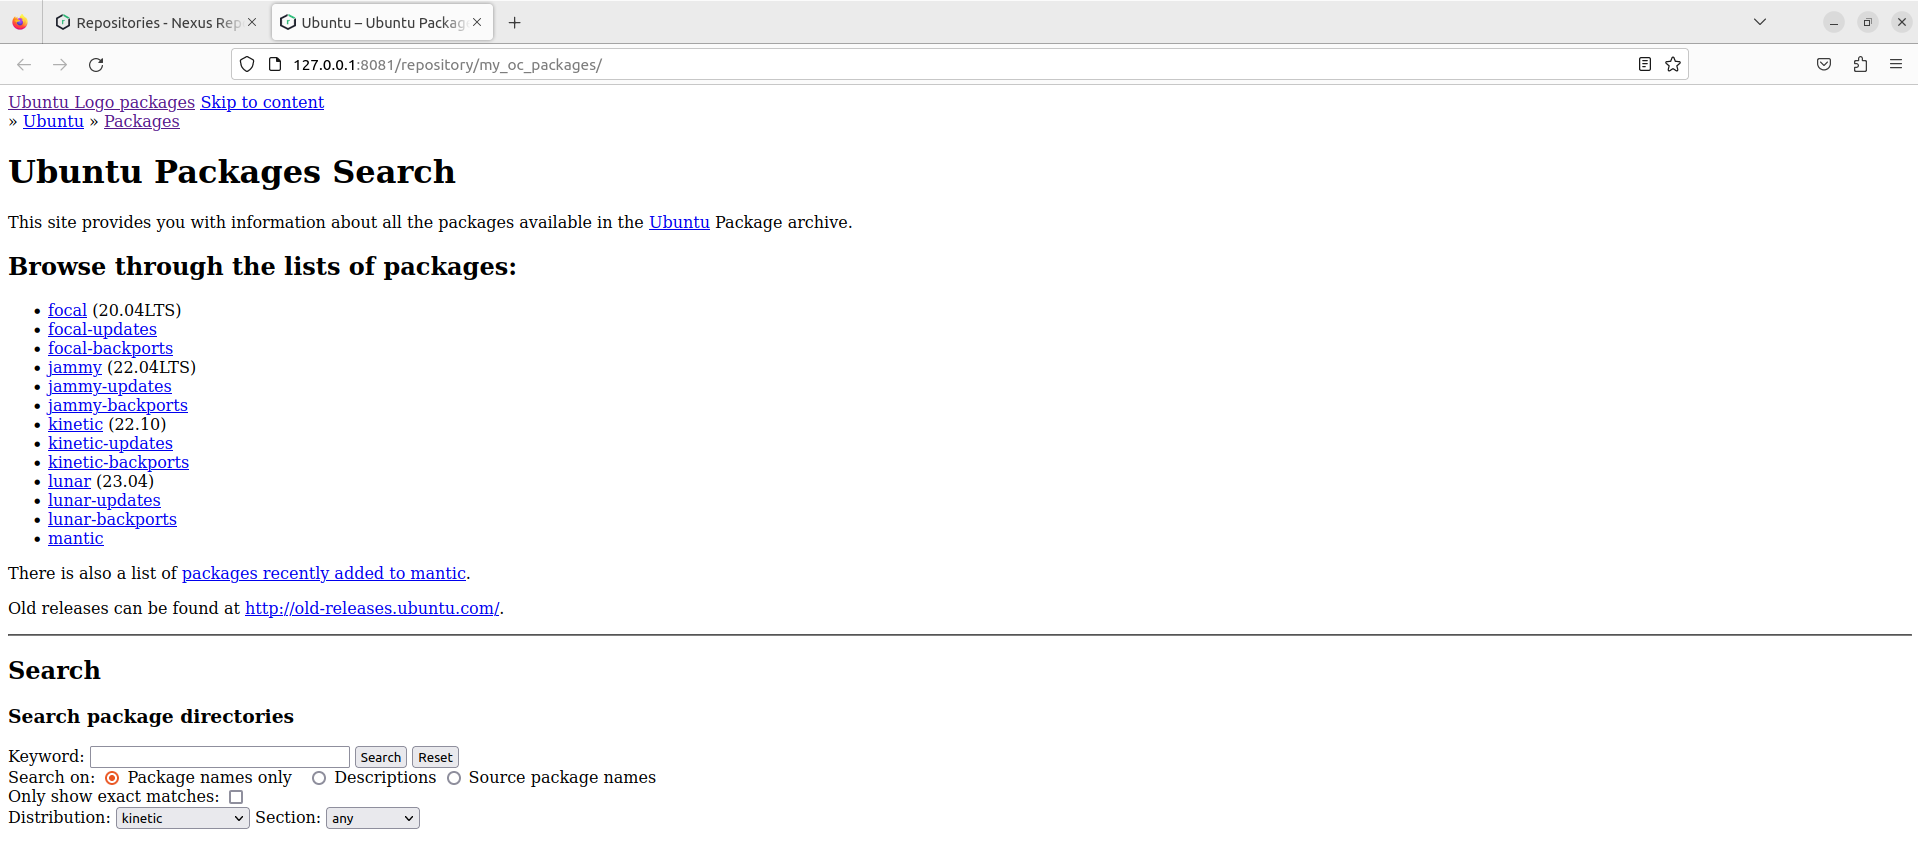 Repositories - Nexus Rep
Ubuntu – Ubuntu Packag
127.0.0.1:8081/repository/my_oc_packages/
Ubuntu Logo packages Skip to content
» Ubuntu » Packages
Ubuntu Packages Search
This site provides you with information about all the packages available in the Ubuntu Package archive.
Browse through the lists of packages:
• focal (20.04LTS)
• focal-updates
• focal-backports
• jammy (22.04LTS)
• jammy-updates
• jammy-backports
• kinetic (22.10)
• kinetic-updates
• kinetic-backports
• lunar (23.04)
• lunar-updates
• lunar-backports
• mantic
There is also a list of packages recently added to mantic.
Old releases can be found at http://old-releases.ubuntu.com/.
Search
Search package directories
Keyword: Search Reset
Search on: Package names only Descriptions Source package names
Only show exact matches:
Distribution: kinetic Section: any